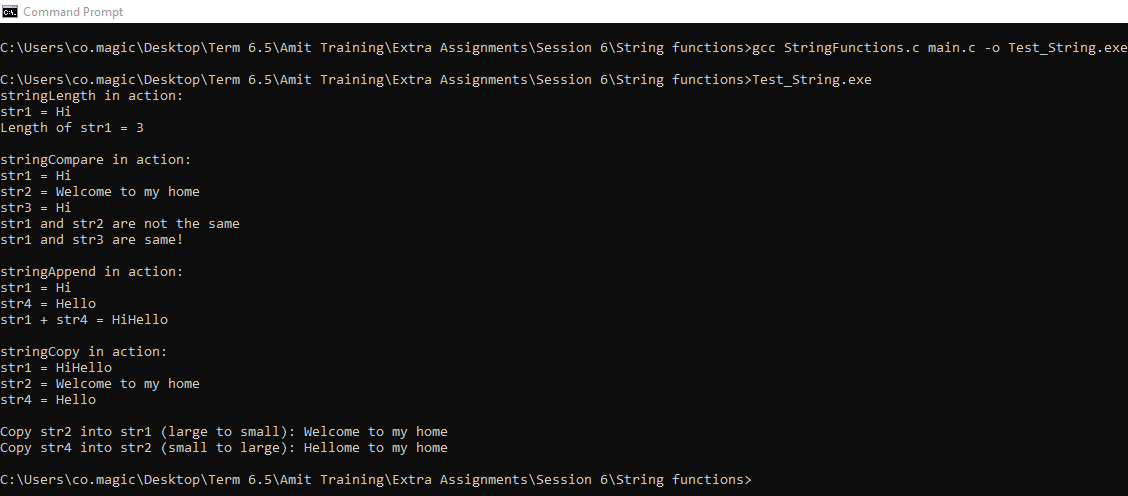 Command Prompt
C:\Users\co.magic\Desktop\Term 6.5\Amit Training\Extra Assignments\Session 6\String functions>gcc StringFunctions.c main.c -o Test_String.exe
C:\Users\co.magic\Desktop\Term 6.5\Amit Training\Extra Assignments\Session 6\String functions>Test_String.exe
stringLength in action:
str1 = Hi
Length of str1 = 3
stringCompare in action:
str1 = Hi
str2 = Welcome to my home
str3 = Hi
str1 and str2 are not the same
str1 and str3 are same!
stringAppend in action:
str1 = Hi
str4 = Hello
str1 + str4 = HiHello
stringCopy in action:
str1 = HiHello
str2 = Welcome to my home
str4 = Hello
Copy str2 into str1 (large to small): Welcome to my home
Copy str4 into str2 (small to large): Hellome to my home
C:\Users\co.magic\Desktop\Term 6.5\Amit Training\Extra Assignments\Session 6\String functions>